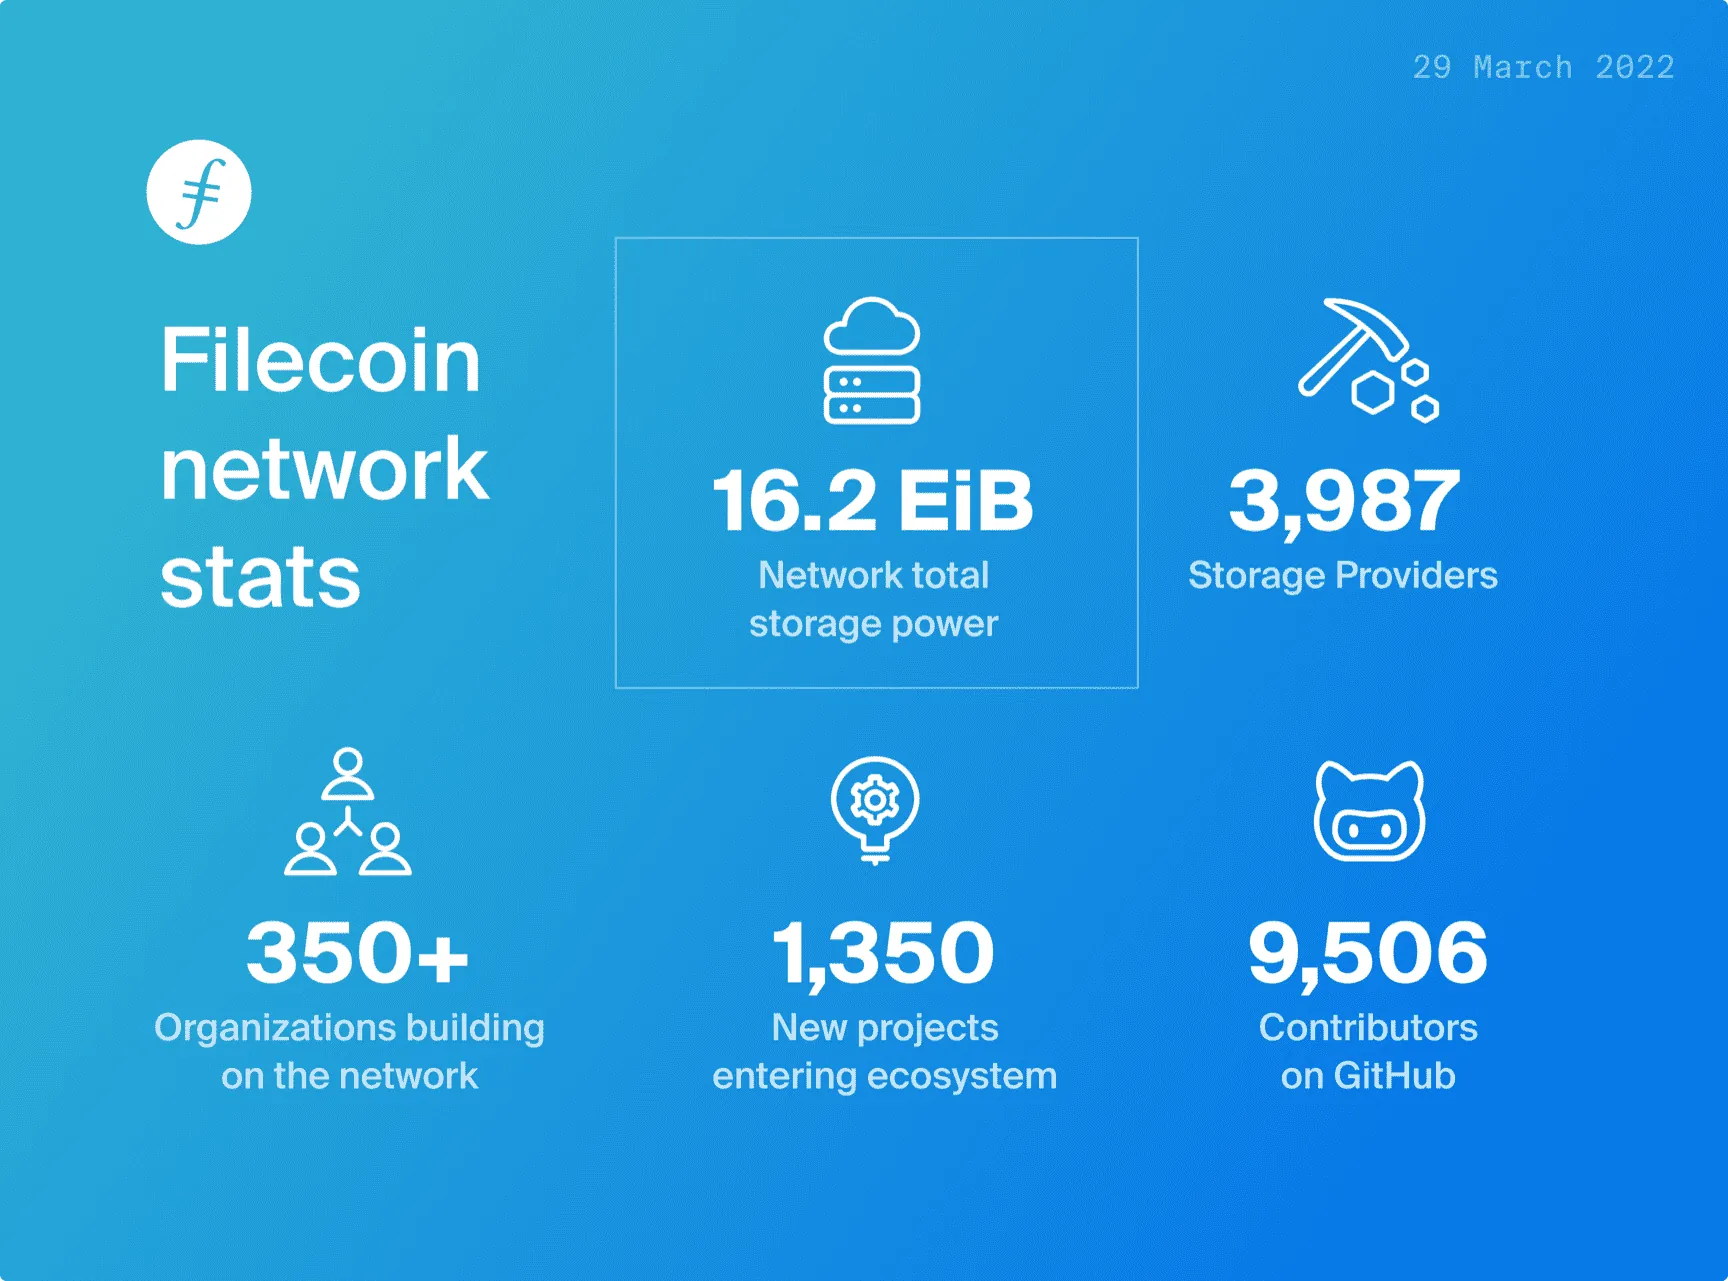 29 March 2022
Filecoin
network
stats
16.2 EiB
Network total
storage power
3,987
Storage Providers
350+
Organizations building
on the network
1,350
New projects
entering ecosystem
9,506
Contributors
on GitHub